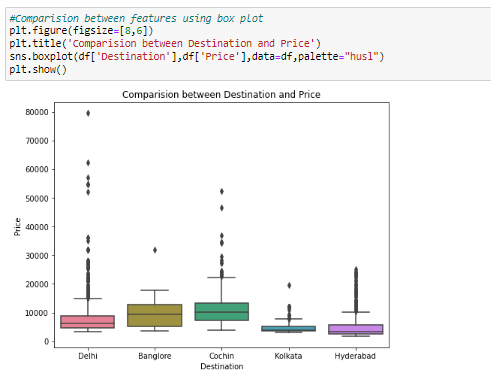 #Comparision between features using box plot
plt.figure(figsize=[8,6])
plt.title('Comparision between Destination and Price')
sns.boxplot(df['Destination'],df['Price'],data=df,palette="husl")
plt.show()
Comparision between Destination and Price
80000
70000
60000
50000
40000
30000
20000
10000
0
Price
Delhi Banglore Cochin Kolkata Hyderabad
Destination